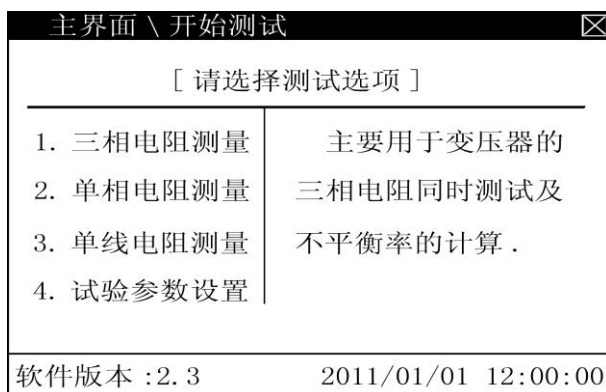 主界面 \ 开始测试
[ 请选择测试选项 ]
1. 三相电阻测量
2. 单相电阻测量
3. 单线电阻测量
4. 试验参数设置
主要用于变压器的
三相电阻同时测试及
不平衡率的计算 .
软件版本 :2.3
2011/01/01 12:00:00